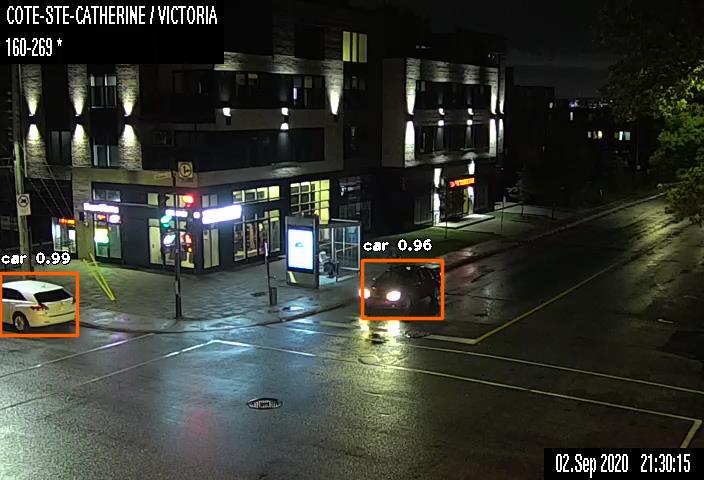 COTE-STE-CATHERINE / VICTORIA
160-269 *
car 0.96
car 0.99
02.Sep 2020 21:30:15